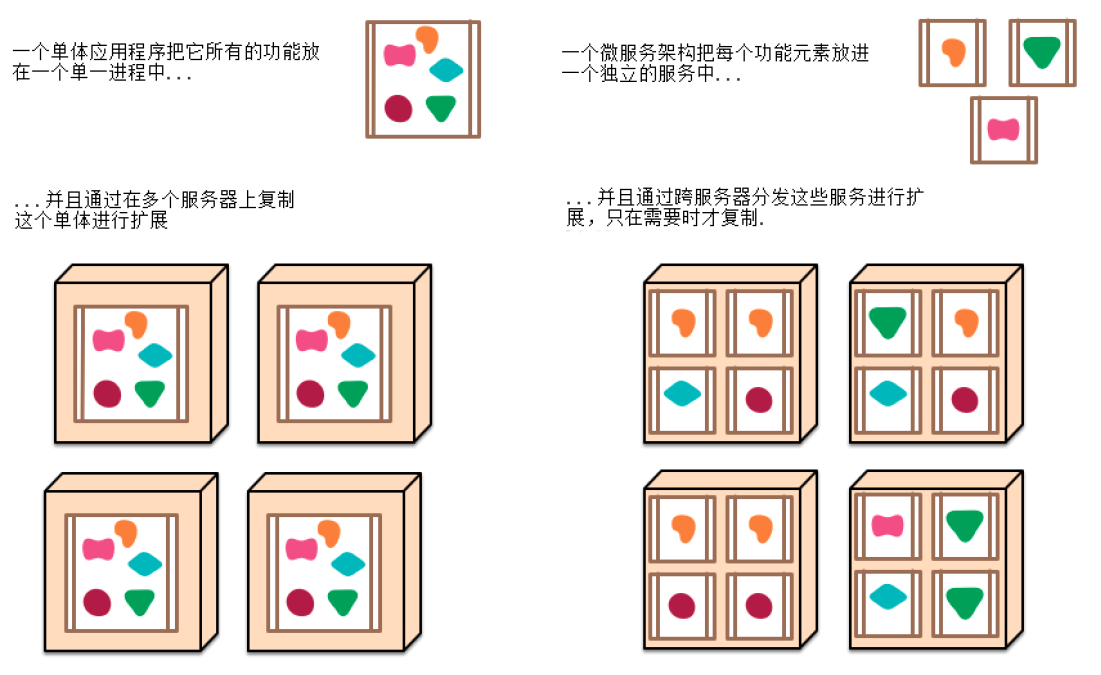 一个单体应用程序把它所有的功能放
在一个单一进程中...
一个微服务架构把每个功能元素放进
一个独立的服务中...
...并且通过在多个服务器上复制
这个单体进行扩展
...并且通过跨服务器分发这些服务进行扩
展，只在需要时才复制.